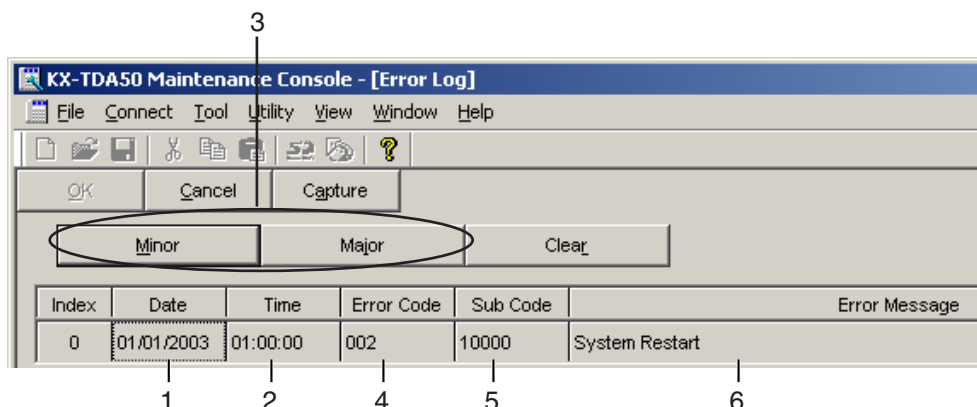 3
KX-TDA50 Maintenance Console - [Error Log]
File Connect Tool Utility View Window Help
OK Cancel Capture
Minor Major Clear
Index Date Time Error Code Sub Code Error Message
0 01/01/2003 01:00:00 002 10000 System Restart
1 2 4 5 6